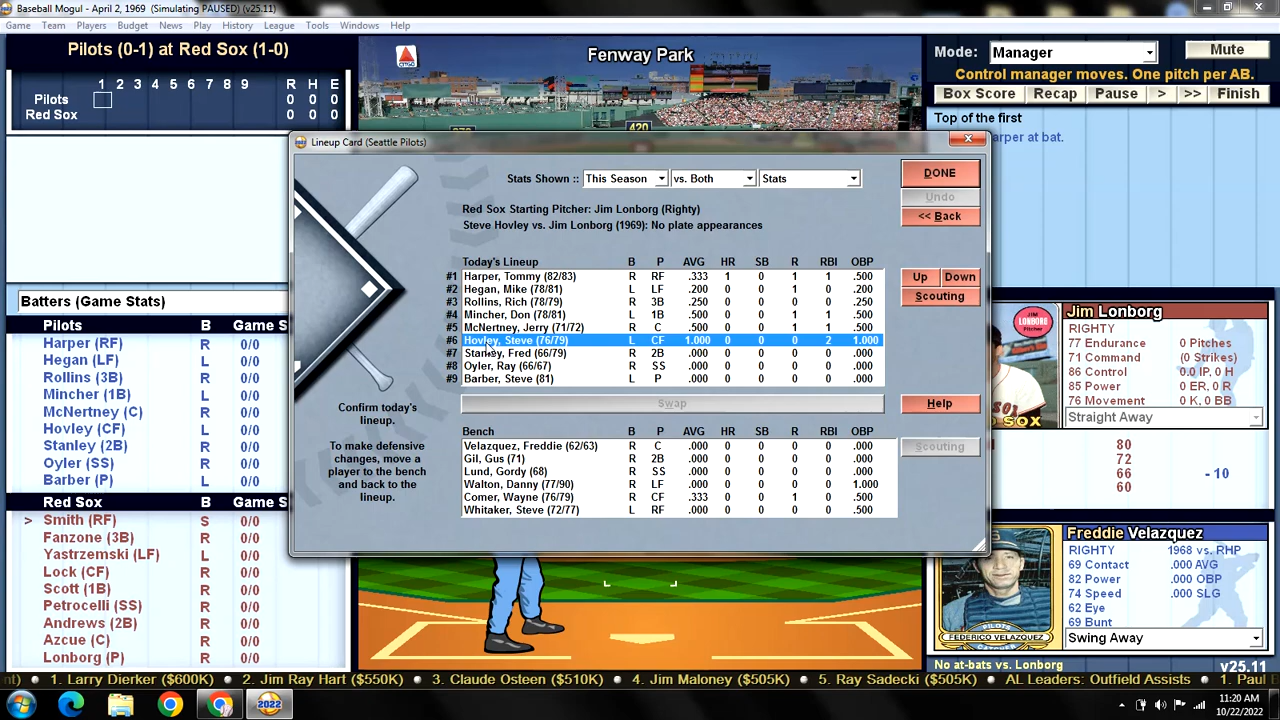 Baseball Mogul - April 2, 1969 (Simulating PAUSED) (v25.11)
Game Team Players Budget News Play History League Tools Windows Help
Pilots (0-1) at Red Sox (1-0)
1 2 3 4 5 6 7 8 9 R H E
Pilots 0 0 0
Red Sox 0 0 0
Fenway Park
CITGO
420
Mode: Manager Mute
Control manager moves. One pitch per AB.
Box Score Recap Pause > >> Finish
Top of the first
arper at bat.
Lineup Card (Seattle Pilots)
Stats Shown :: This Season vs. Both Stats
DONE
Undo
<< Back
Red Sox Starting Pitcher: Jim Lonborg (Righty)
Steve Hovley vs. Jim Lonborg (1969): No plate appearances
Today's Lineup B P AVG HR SB R RBI OBP
#1 Harper, Tommy (82/83) R RF .333 1 0 1 1 .500
#2 Hegan, Mike (78/81) L LF .200 0 0 1 0 .200
#3 Rollins, Rich (78/79) R 3B .250 0 0 0 0 .250
#4 Mincher, Don (78/81) L 1B .500 0 0 1 1 .500
#5 McNertney, Jerry (71/72) R C .500 0 0 1 1 .500
#6 Hovley, Steve (76/79) L CF 1.000 0 0 0 2 1.000
#7 Stanley, Fred (66/79) R 2B .000 0 0 0 0 .000
#8 Oyler, Ray (66/67) R SS .000 0 0 0 0 .000
#9 Barber, Steve (81) L P .000 0 0 0 0 .000
Up Down
Scouting
Swap
Help
Confirm today's
lineup.
To make defensive
changes, move a
player to the bench
and back to the
lineup.
Bench B P AVG HR SB R RBI OBP
Velazquez, Freddie (62/63) R C .000 0 0 0 0 .000
Gil, Gus (71) R 2B .000 0 0 0 0 .000
Lund, Gordy (68) R SS .000 0 0 0 0 .000
Walton, Danny (77/90) R LF .000 0 0 0 0 1.000
Comer, Wayne (76/79) R CF .333 0 0 1 0 .500
Whitaker, Steve (72/77) L RF .000 0 0 0 0 .500
Scouting
Batters (Game Stats)
Pilots B Game S
Harper (RF) R 0/0
Hegan (LF) L 0/0
Rollins (3B) R 0/0
Mincher (1B) L 0/0
McNertney (C) R 0/0
Hovley (CF) L 0/0
Stanley (2B) R 0/0
Oyler (SS) R 0/0
Barber (P) L 0/0
Red Sox B Game S
> Smith (RF) S 0/0
Fanzone (3B) R 0/0
Yastrzemski (LF) L 0/0
Lock (CF) R 0/0
Scott (1B) R 0/0
Petrocelli (SS) R 0/0
Andrews (2B) R 0/0
Azcue (C) R 0/0
Lonborg (P) R 0/0
JIM LONBORG
Jim Lonborg
RIGHTY
77 Endurance 0 Pitches
86 Control 0.0 IP, 0 H
85 Power 0 ER, 0 R
76 Movement 0 K, 0 BB
Straight Away
80
72
66 - 10
60
Freddie Velazquez
RIGHTY 1968 vs. RHP
69 Contact .000 AVG
82 Power .000 OBP
74 Speed .000 SLG
62 Eye
69 Bunt
Swing Away
PILOTS
CATCHER
FEDERICO VELAZQUEZ
No at-bats vs. Lonborg v25.11
1. Larry Dierker ($600K) 2. Jim Ray Hart ($550K) 3. Claude Osteen ($510K) 4. Jim Maloney ($505K) 5. Ray Sadecki ($505K) AL Leaders: Outfield Assists 1. Paul B
2022
11:20 AM
10/22/2022